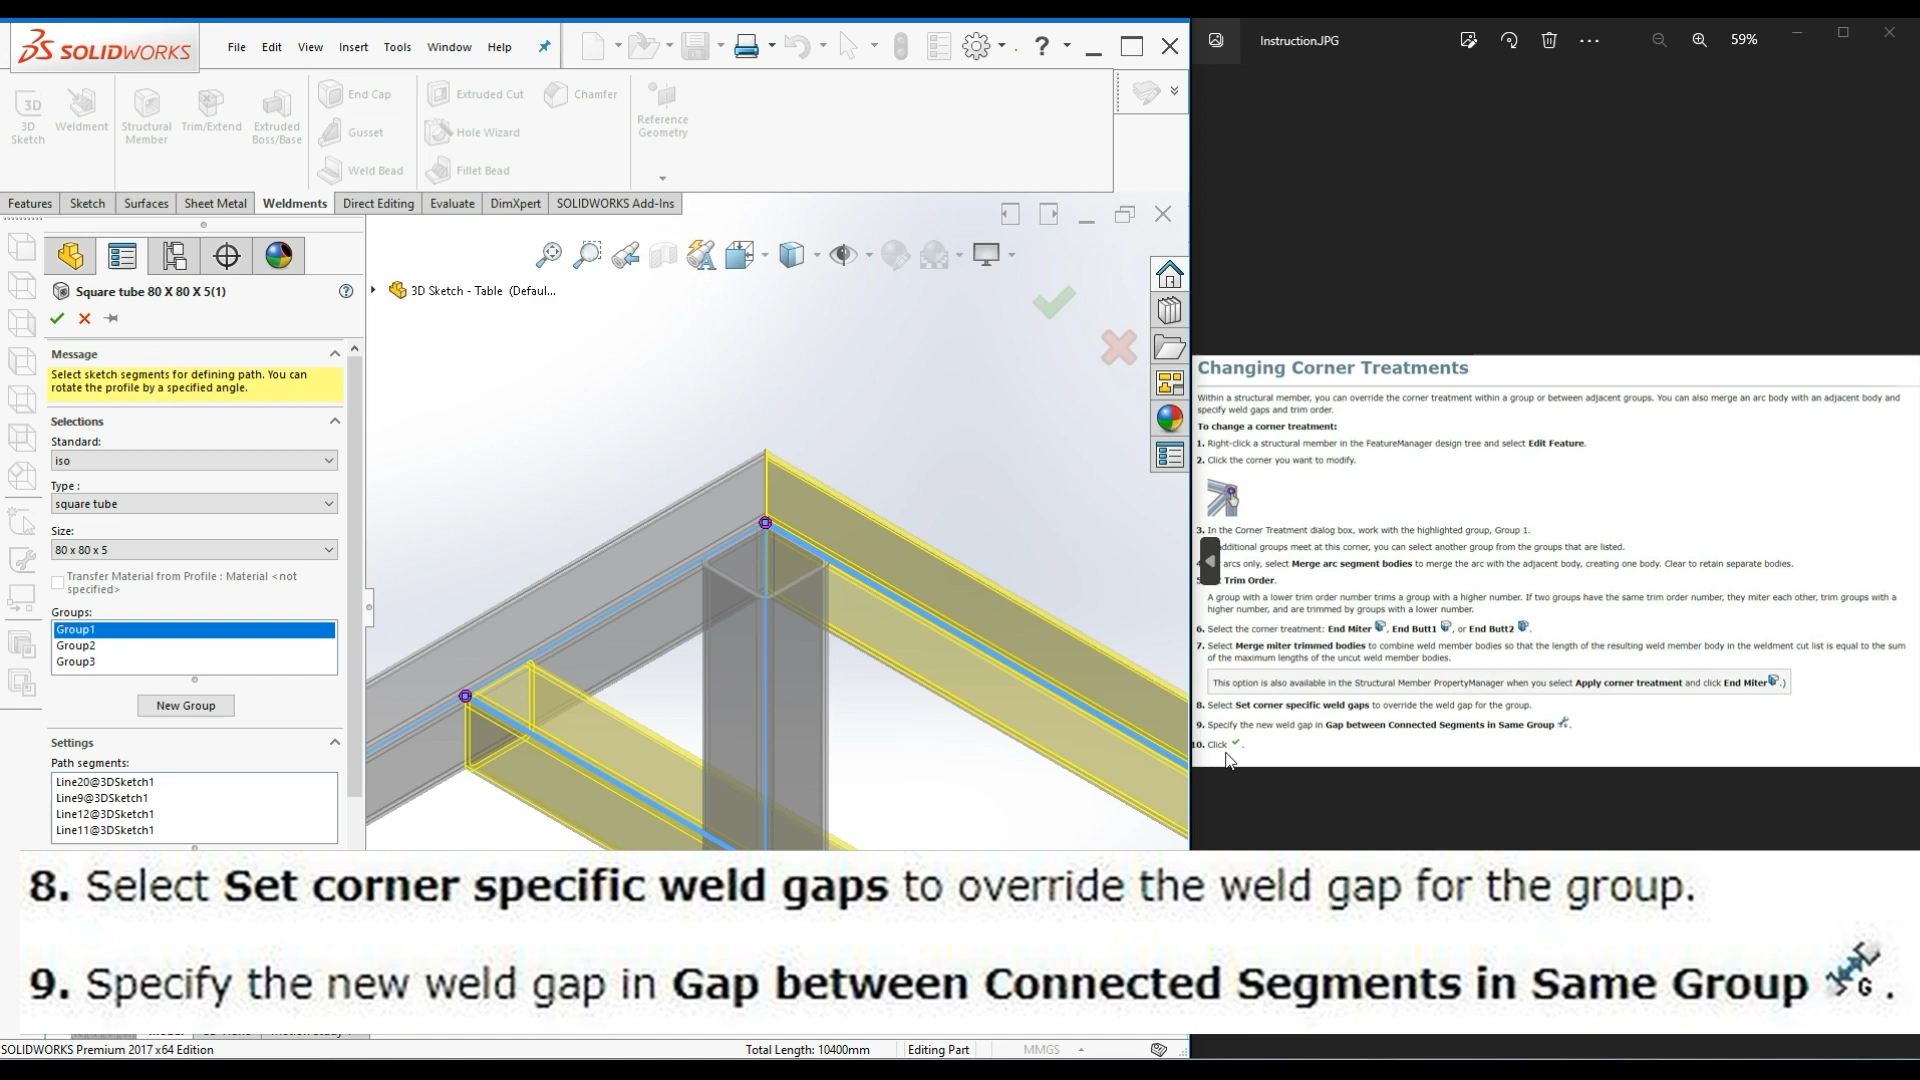 SOLIDWORKS File Edit View Insert Tools Window Help
Instruction.JPG
59%
3D Sketch
Weldment
Structural Member
Trim/Extend
Extruded Boss/Base
End Cap
Gusset
Weld Bead
Extruded Cut
Hole Wizard
Fillet Bead
Chamfer
Reference Geometry
Features Sketch Surfaces Sheet Metal Weldments Direct Editing Evaluate DimXpert SOLIDWORKS Add-Ins
Square tube 80 X 80 X 5(1)
3D Sketch - Table (Defaul...
Message
Select sketch segments for defining path. You can
rotate the profile by a specified angle.
Selections
Standard:
iso
Type :
square tube
Size:
80 x 80 x 5
Transfer Material from Profile : Material <not
specified>
Groups:
Group1
Group2
Group3
New Group
Settings
Path segments:
Line20@3DSketch1
Line9@3DSketch1
Line12@3DSketch1
Line11@3DSketch1
Changing Corner Treatments
Within a structural member, you can override the corner treatment within a group or between adjacent groups. You can also merge an arc body with an adjacent body and
specify weld gaps and trim order.
To change a corner treatment:
1. Right-click a structural member in the FeatureManager design tree and select Edit Feature.
2. Click the corner you want to modify.
3. In the Corner Treatment dialog box, work with the highlighted group, Group 1.
additional groups meet at this corner, you can select another group from the groups that are listed.
arcs only, select Merge arc segment bodies to merge the arc with the adjacent body, creating one body. Clear to retain separate bodies.
Trim Order.
A group with a lower trim order number trims a group with a higher number. If two groups have the same trim order number, they miter each other, trim groups with a
higher number, and are trimmed by groups with a lower number.
6. Select the corner treatment: End Miter , End Butt1 , or End Butt2 .
7. Select Merge miter trimmed bodies to combine weld member bodies so that the length of the resulting weld member body in the weldment cut list is equal to the sum
of the maximum lengths of the uncut weld member bodies.
This option is also available in the Structural Member PropertyManager when you select Apply corner treatment and click End Miter .)
8. Select Set corner specific weld gaps to override the weld gap for the group.
9. Specify the new weld gap in Gap between Connected Segments in Same Group .
10. Click .
8. Select Set corner specific weld gaps to override the weld gap for the group.
9. Specify the new weld gap in Gap between Connected Segments in Same Group G .
SOLIDWORKS Premium 2017 x64 Edition
Total Length: 10400mm
Editing Part
MMGS